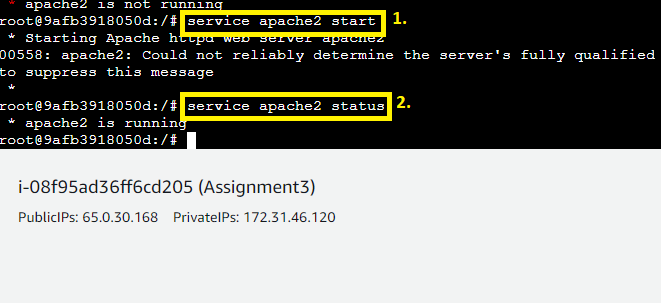 * apache2 is not running
root@9afb3918050d:/# service apache2 start 1.
* Starting Apache httpd web server apache2
00558: apache2: Could not reliably determine the server's fully qualified
to suppress this message
*
root@9afb3918050d:/# service apache2 status 2.
* apache2 is running
root@9afb3918050d:/#
i-08f95ad36ff6cd205 (Assignment3)
PublicIPs: 65.0.30.168 PrivateIPs: 172.31.46.120